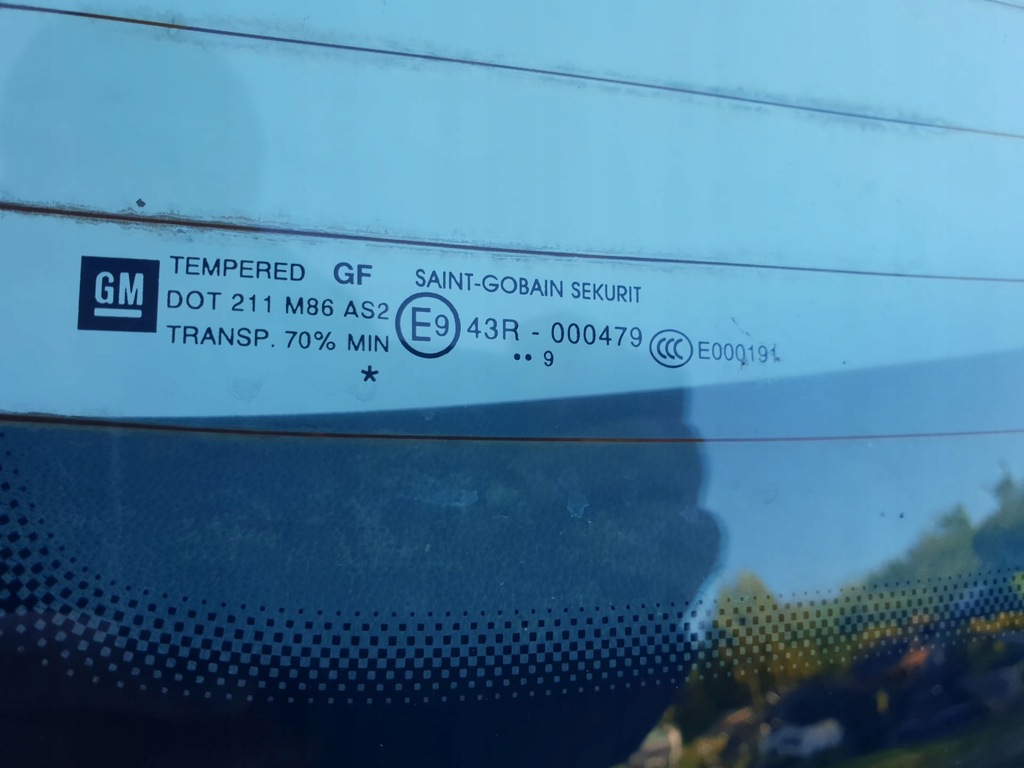 GM
TEMPERED GF
DOT 211 M86 AS2
TRANSP. 70% MIN
*
SAINT-GOBAIN SEKURIT
E9 43R - 000479
•• 9
CCC E000191